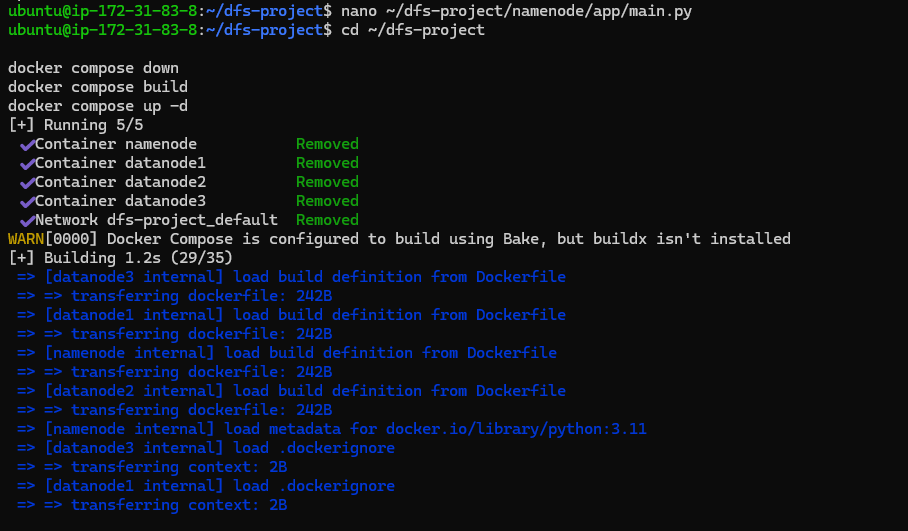 ubuntu@ip-172-31-83-8:~/dfs-project$ nano ~/dfs-project/namenode/app/main.py
ubuntu@ip-172-31-83-8:~/dfs-project$ cd ~/dfs-project
docker compose down
docker compose build
docker compose up -d
[+] Running 5/5
✔Container namenode Removed
✔Container datanode1 Removed
✔Container datanode2 Removed
✔Container datanode3 Removed
✔Network dfs-project_default Removed
WARN[0000] Docker Compose is configured to build using Bake, but buildx isn't installed
[+] Building 1.2s (29/35)
=> [datanode3 internal] load build definition from Dockerfile
=> => transferring dockerfile: 242B
=> [datanode1 internal] load build definition from Dockerfile
=> => transferring dockerfile: 242B
=> [namenode internal] load build definition from Dockerfile
=> => transferring dockerfile: 242B
=> [datanode2 internal] load build definition from Dockerfile
=> => transferring dockerfile: 242B
=> [namenode internal] load metadata for docker.io/library/python:3.11
=> [datanode3 internal] load .dockerignore
=> => transferring context: 2B
=> [datanode1 internal] load .dockerignore
=> => transferring context: 2B